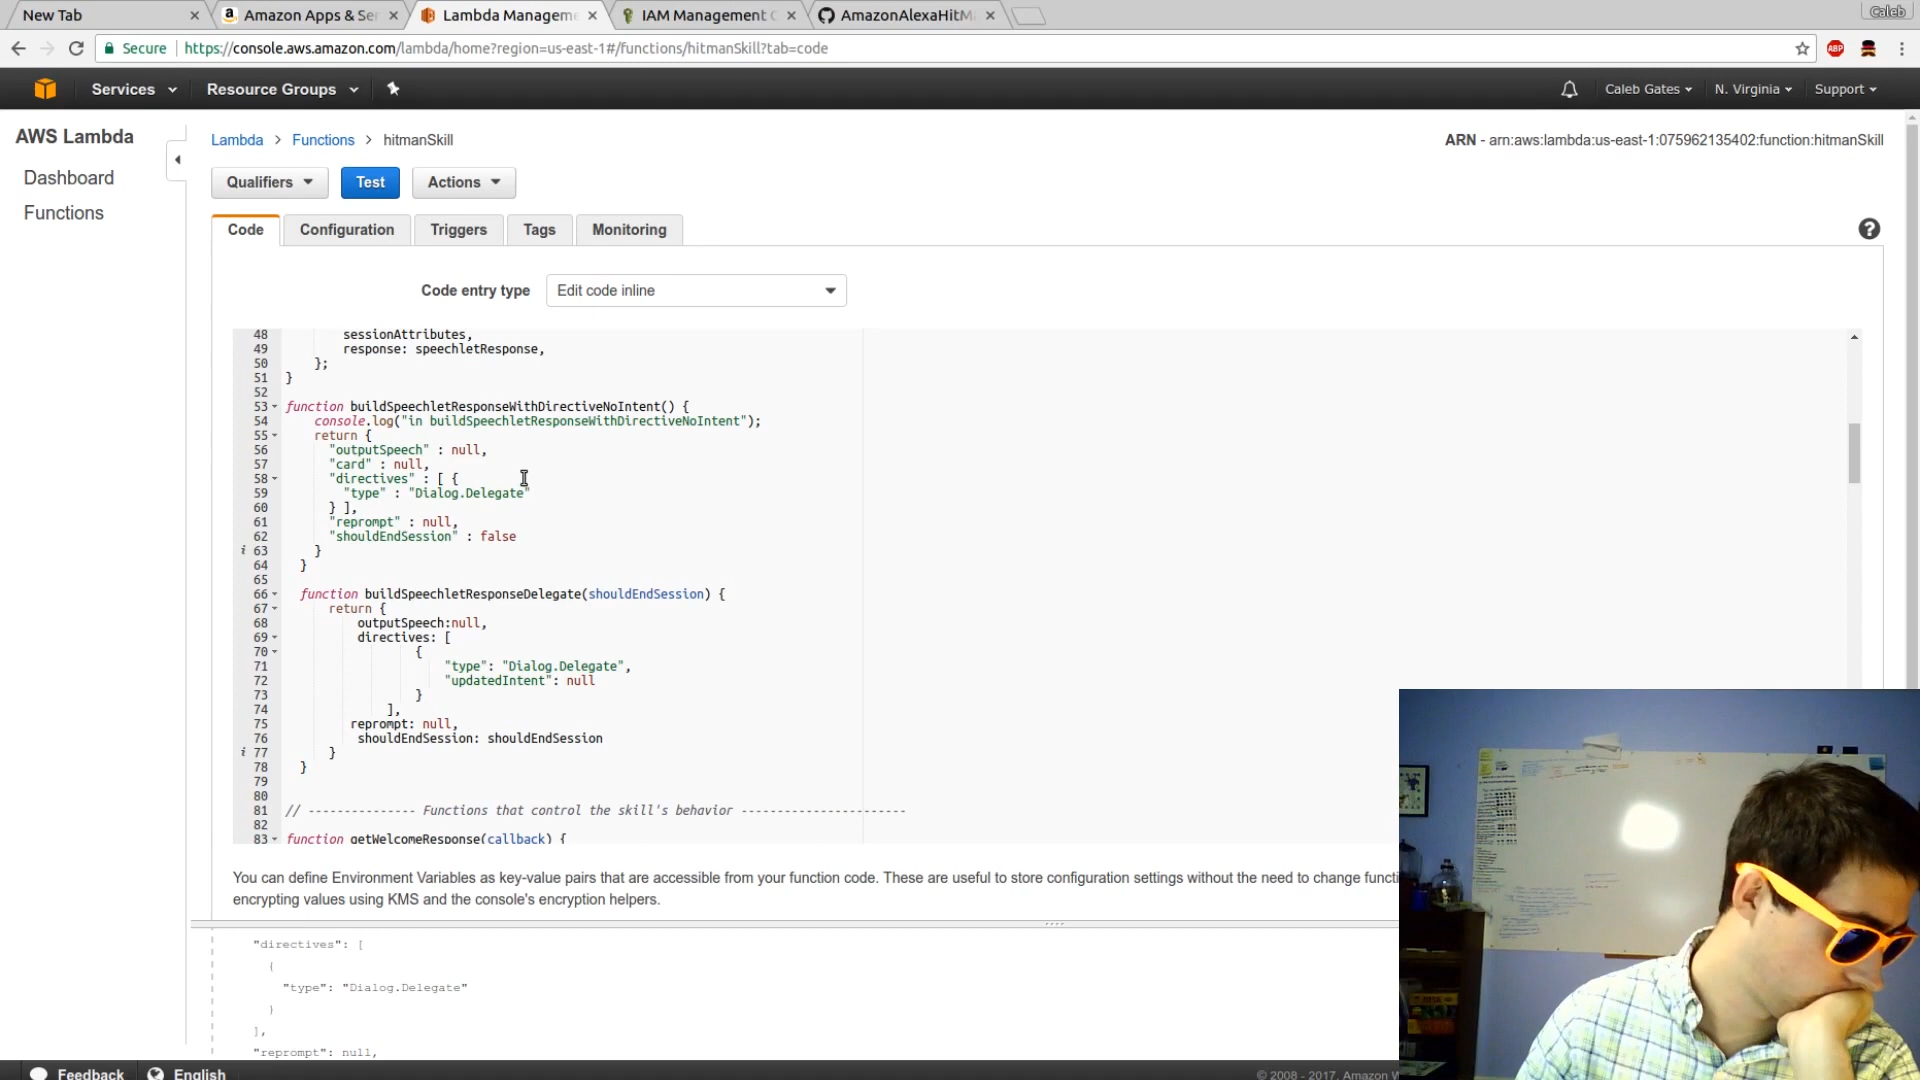 New Tab
Amazon Apps & Se
Lambda Managem
IAM Management C
AmazonAlexaHitM
Caleb
Secure
https://console.aws.amazon.com/lambda/home?region=us-east-1#/functions/hitmanSkill?tab=code
ABP
Services
Resource Groups
Caleb Gates
N. Virginia
Support
AWS Lambda
Dashboard
Functions
Lambda > Functions > hitmanSkill
ARN - arn:aws:lambda:us-east-1:075962135402:function:hitmanSkill
Qualifiers
Test
Actions
Code
Configuration
Triggers
Tags
Monitoring
?
Code entry type
Edit code inline
48 sessionAttributes,
49 response: speechletResponse,
50 };
51 }
52
53 function buildSpeechletResponseWithDirectiveNoIntent() {
54 console.log("in buildSpeechletResponseWithDirectiveNoIntent");
55 return {
56 "outputSpeech" : null,
57 "card" : null,
58 "directives" : [ {
59 "type" : "Dialog.Delegate"
60 } ],
61 "reprompt" : null,
62 "shouldEndSession" : false
i 63 }
64 }
65
66 function buildSpeechletResponseDelegate(shouldEndSession) {
67 return {
68 outputSpeech:null,
69 directives: [
70 {
71 "type": "Dialog.Delegate",
72 "updatedIntent": null
73 }
74 ],
75 reprompt: null,
76 shouldEndSession: shouldEndSession
i 77 }
78 }
79
80
81 // --------------- Functions that control the skill's behavior -----------------------
82
83 function getWelcomeResponse(callback) {
You can define Environment Variables as key-value pairs that are accessible from your function code. These are useful to store configuration settings without the need to change functi
encrypting values using KMS and the console's encryption helpers.
"directives": [
{
"type": "Dialog.Delegate"
}
],
"reprompt": null,
Feedback
English
© 2008 - 2017, Amazon W